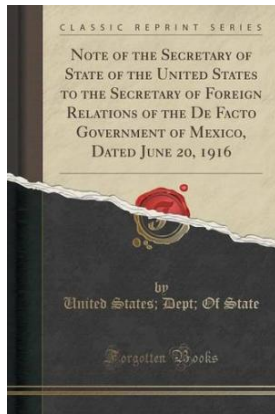 CLASSIC REPRINT SERIES
NOTE OF THE SECRETARY OF
STATE OF THE UNITED STATES
TO THE SECRETARY OF FOREIGN
RELATIONS OF THE DE FACTO
GOVERNMENT OF MEXICO,
DATED JUNE 20, 1916
by
United States; Dept; Of State
Forgotten Books